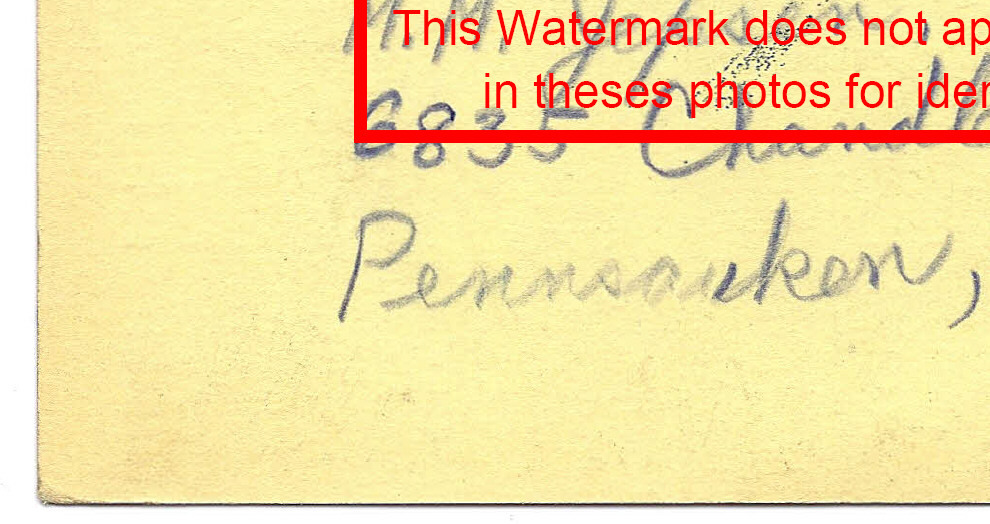 This Watermark does not ap
in theses photos for iden
6835 Chandle
Pennsauken,